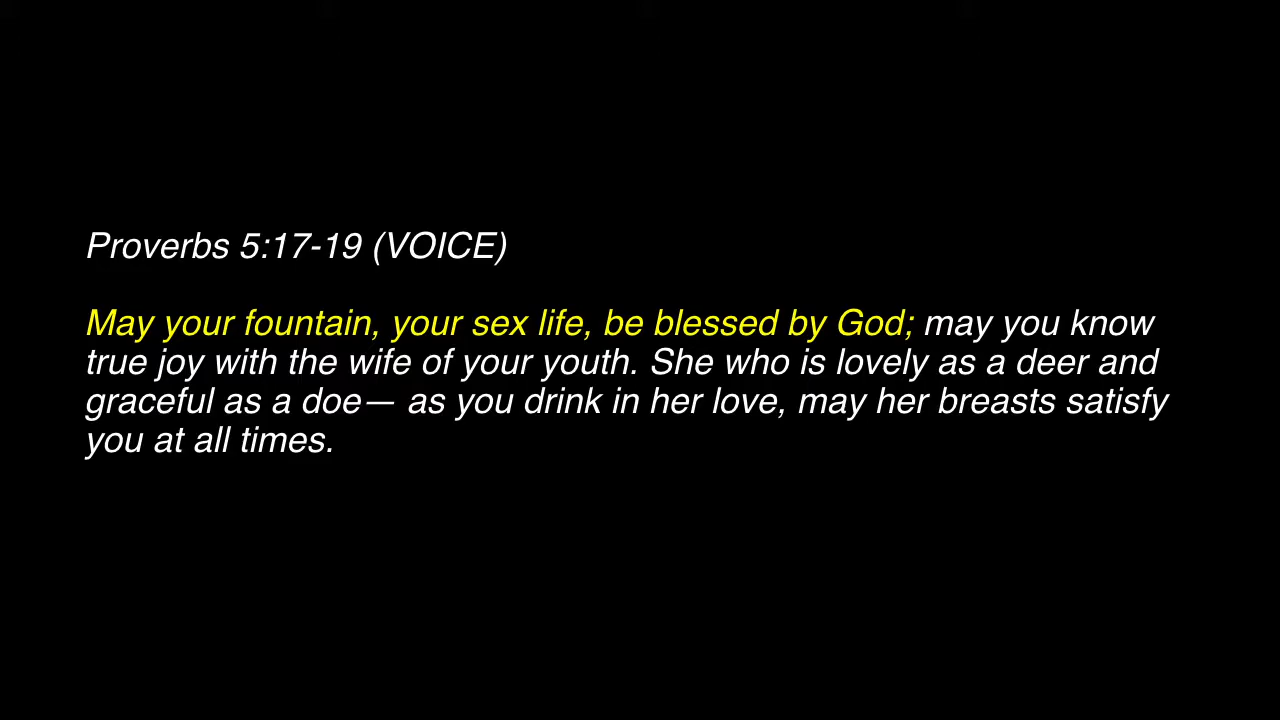 Proverbs 5:17-19 (VOICE)
May your fountain, your sex life, be blessed by God; may you know
true joy with the wife of your youth. She who is lovely as a deer and
graceful as a doe— as you drink in her love, may her breasts satisfy
you at all times.